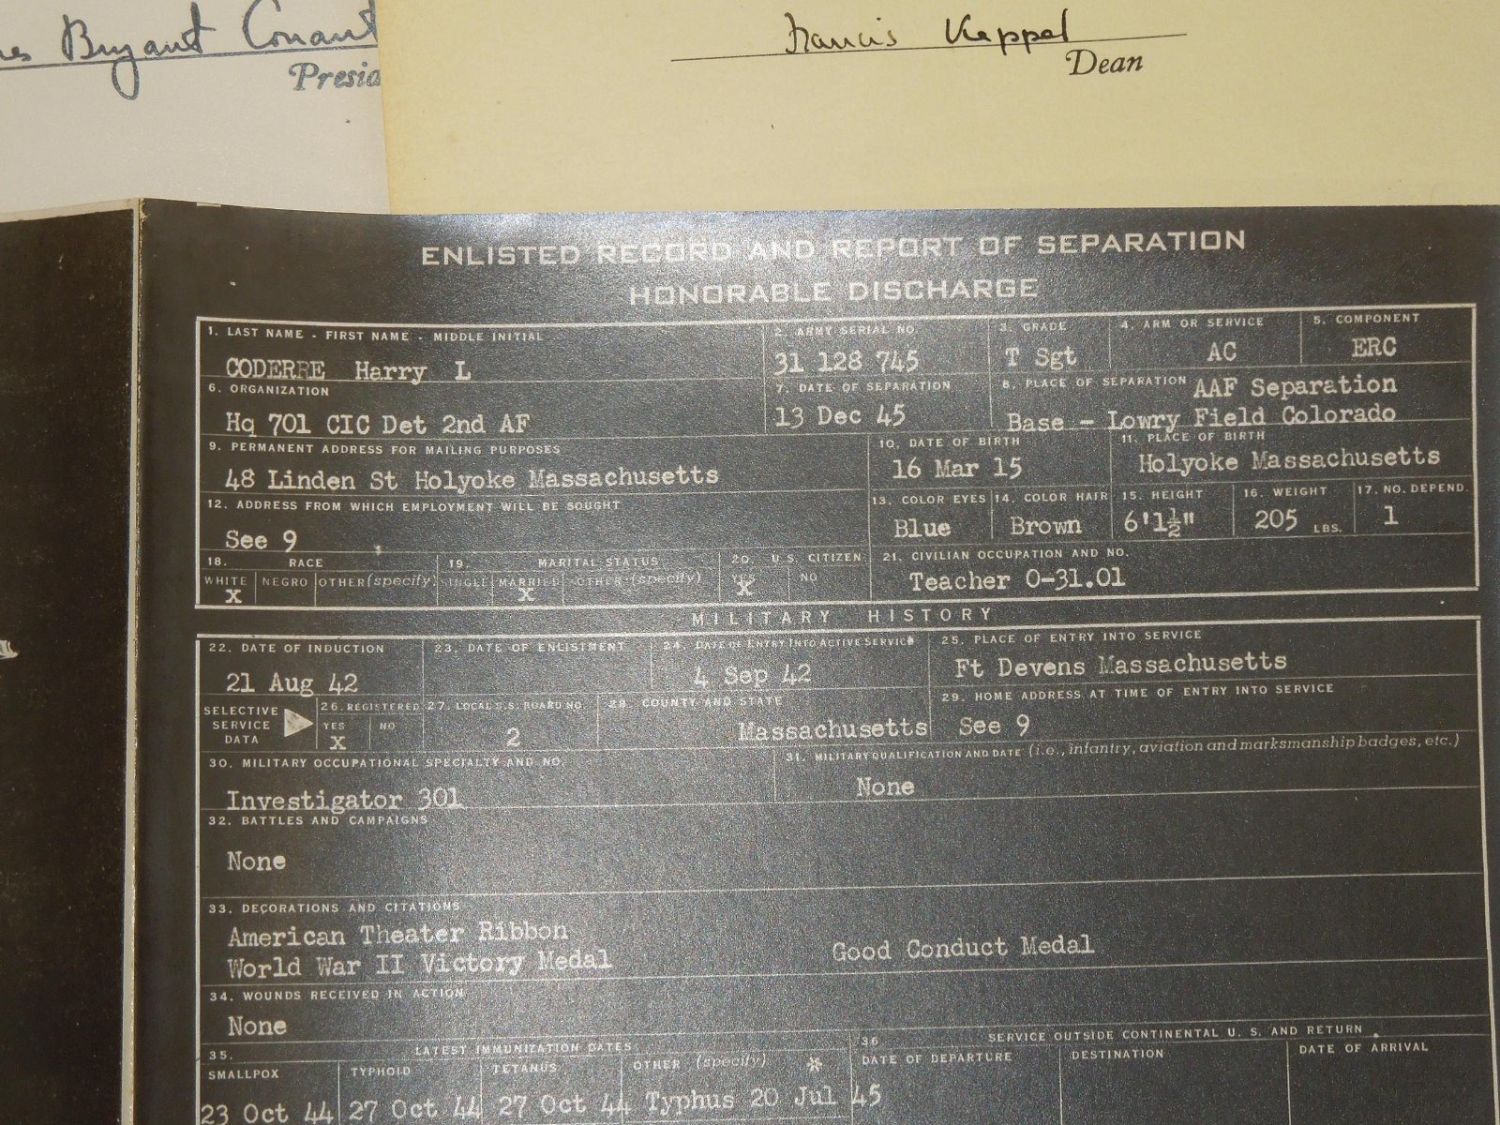 Bryant Conant
Francis Keppel
Dean
ENLISTED RECORD AND REPORT OF SEPARATION
HONORABLE DISCHARGE
1. LAST NAME - FIRST NAME - MIDDLE INITIAL
CODERRE Harry L
2. ARMY SERIAL NO.
31 128 745
3. GRADE
T Sgt
4. ARM OR SERVICE
AC
5. COMPONENT
ERC
6. ORGANIZATION
Hq 701 CIC Det 2nd AF
7. DATE OF SEPARATION
13 Dec 45
8. PLACE OF SEPARATION AAF Separation
Base - Lowry Field Colorado
9. PERMANENT ADDRESS FOR MAILING PURPOSES
48 Linden St Holyoke Massachusetts
10. DATE OF BIRTH
16 Mar 15
11. PLACE OF BIRTH
Holyoke Massachusetts
12. ADDRESS FROM WHICH EMPLOYMENT WILL BE SOUGHT
See 9
13. COLOR EYES
Blue
14. COLOR HAIR
Brown
15. HEIGHT
6'1½"
16. WEIGHT
205 LBS.
17. NO. DEPEND.
1
18. RACE
WHITE NEGRO OTHER (specify)
X
19. MARITAL STATUS
SINGLE MARRIED OTHER (specify)
X
20. U.S. CITIZEN
YES NO
X
21. CIVILIAN OCCUPATION AND NO.
Teacher 0-31.01
MILITARY HISTORY
22. DATE OF INDUCTION
21 Aug 42
23. DATE OF ENLISTMENT
24. DATE OF ENTRY INTO ACTIVE SERVICE
4 Sep 42
25. PLACE OF ENTRY INTO SERVICE
Ft Devens Massachusetts
SELECTIVE
SERVICE
DATA
26. REGISTERED
YES NO
X
27. LOCAL S.S. BOARD NO.
2
28. COUNTY AND STATE
Massachusetts
29. HOME ADDRESS AT TIME OF ENTRY INTO SERVICE
See 9
30. MILITARY OCCUPATIONAL SPECIALTY AND NO.
Investigator 301
31. MILITARY QUALIFICATION AND DATE (i.e., infantry, aviation and marksmanship badges, etc.)
None
32. BATTLES AND CAMPAIGNS
None
33. DECORATIONS AND CITATIONS
American Theater Ribbon
World War II Victory Medal Good Conduct Medal
34. WOUNDS RECEIVED IN ACTION
None
35. LATEST IMMUNIZATION DATES
SMALLPOX TYPHOID TETANUS OTHER (specify) *
23 Oct 44 27 Oct 44 27 Oct 44 Typhus 20 Jul 45
36 SERVICE OUTSIDE CONTINENTAL U. S. AND RETURN
DATE OF DEPARTURE DESTINATION DATE OF ARRIVAL